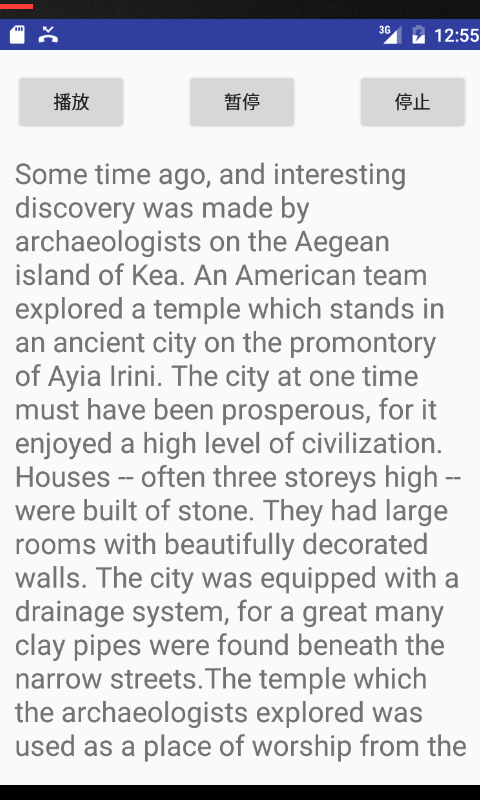 3G 12:55
播放 暂停 停止
Some time ago, and interesting
discovery was made by
archaeologists on the Aegean
island of Kea. An American team
explored a temple which stands in
an ancient city on the promontory
of Ayia Irini. The city at one time
must have been prosperous, for it
enjoyed a high level of civilization.
Houses -- often three storeys high --
were built of stone. They had large
rooms with beautifully decorated
walls. The city was equipped with a
drainage system, for a great many
clay pipes were found beneath the
narrow streets.The temple which
the archaeologists explored was
used as a place of worship from the